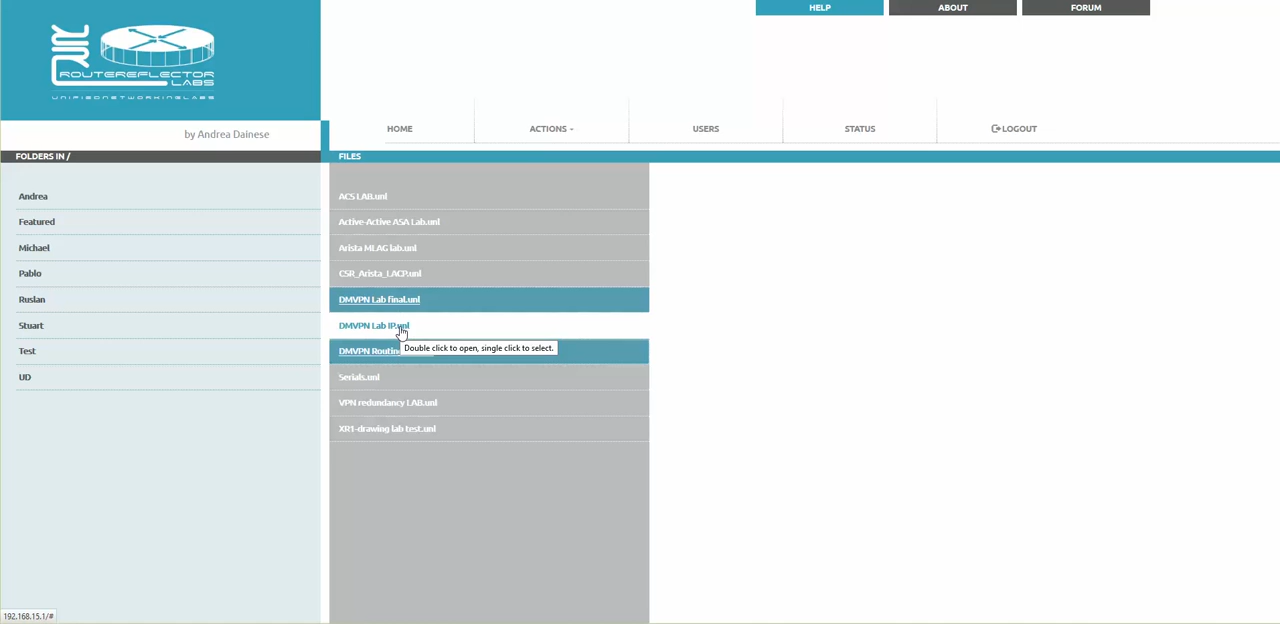 HELP
ABOUT
FORUM
ROUTEREFLECTOR
LABS
UNIFIEDNETWORKINGLABS
by Andrea Dainese
HOME
ACTIONS
USERS
STATUS
LOGOUT
FOLDERS IN /
FILES
Andrea
Featured
Michael
Pablo
Ruslan
Stuart
Test
UD
ACS LAB.unl
Active-Active ASA Lab.unl
Arista MLAG lab.unl
CSR_Arista_LACP.unl
DMVPN Lab final.unl
DMVPN Lab IP.unl
Double click to open, single click to select.
DMVPN Routin
Serials.unl
VPN redundancy LAB.unl
XR1-drawing lab test.unl
192.168.15.1/#